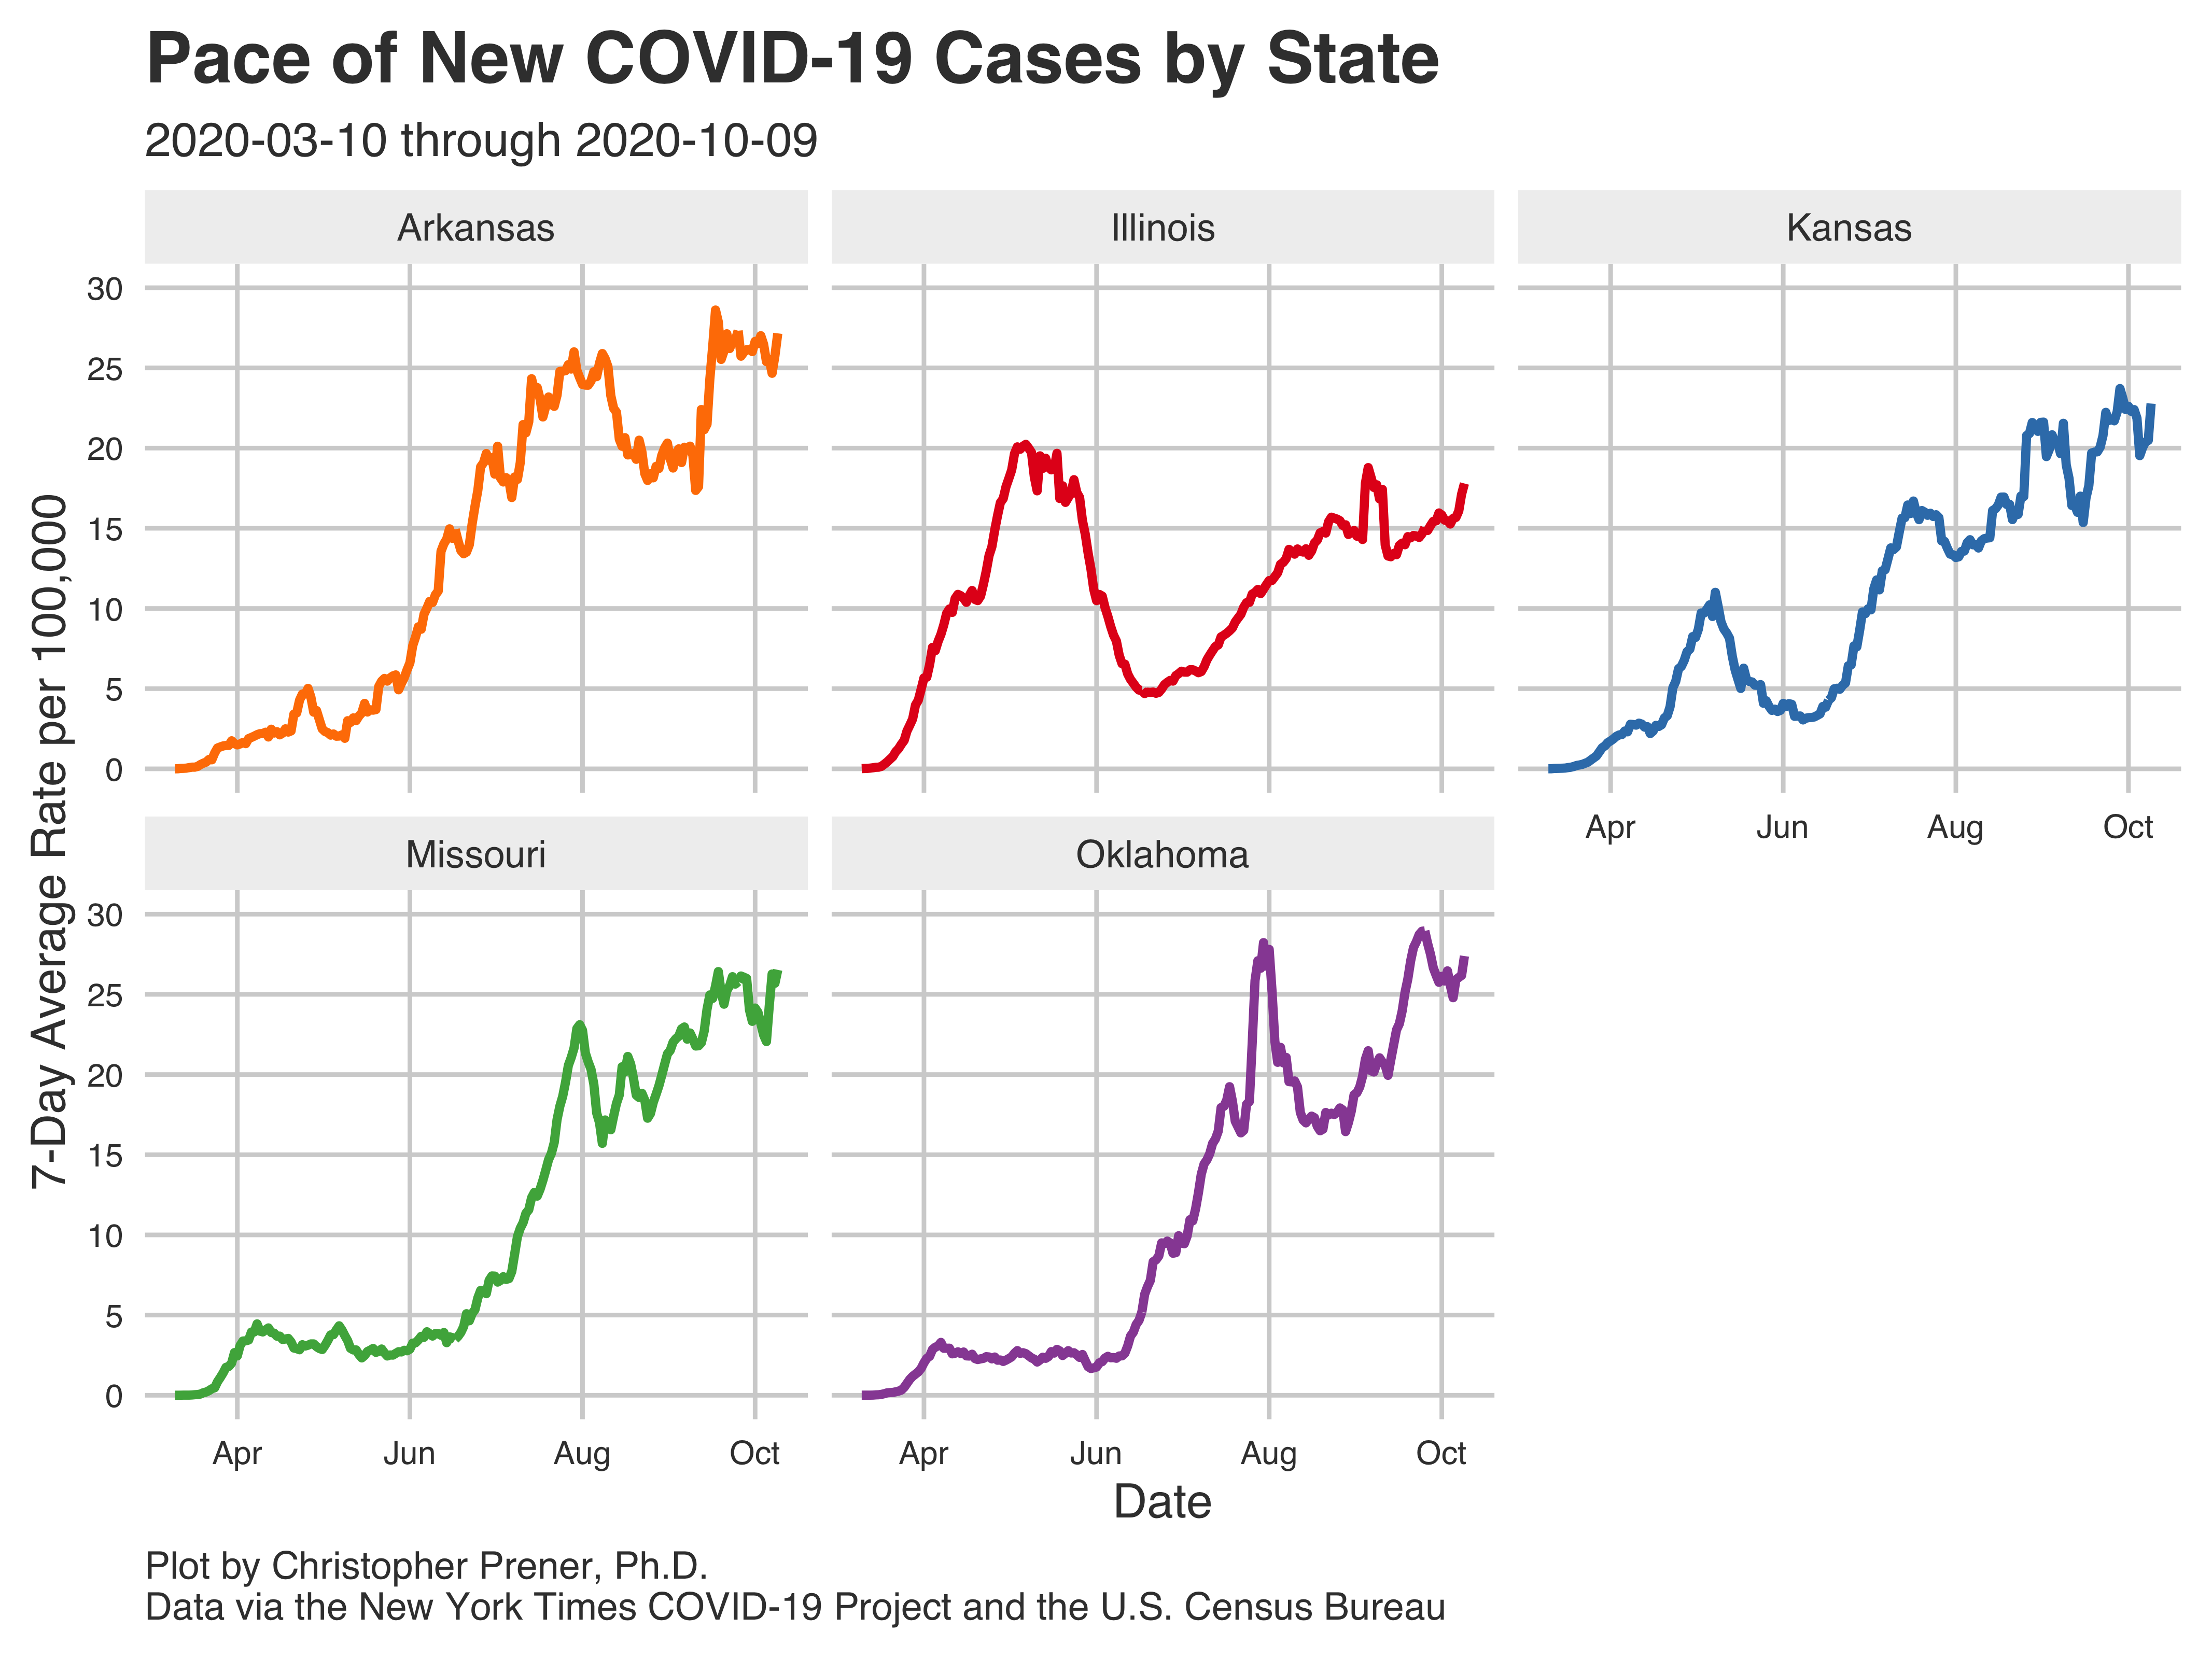 Pace of New COVID-19 Cases by State
2020-03-10 through 2020-10-09
Arkansas
Illinois
Kansas
30
25
20
15
10
5
0
Apr
Jun
Aug
Oct
Missouri
Oklahoma
30
25
20
15
10
5
0
Apr
Jun
Aug
Oct
Apr
Jun
Aug
Oct
7-Day Average Rate per 100,000
Date
Plot by Christopher Prener, Ph.D.
Data via the New York Times COVID-19 Project and the U.S. Census Bureau